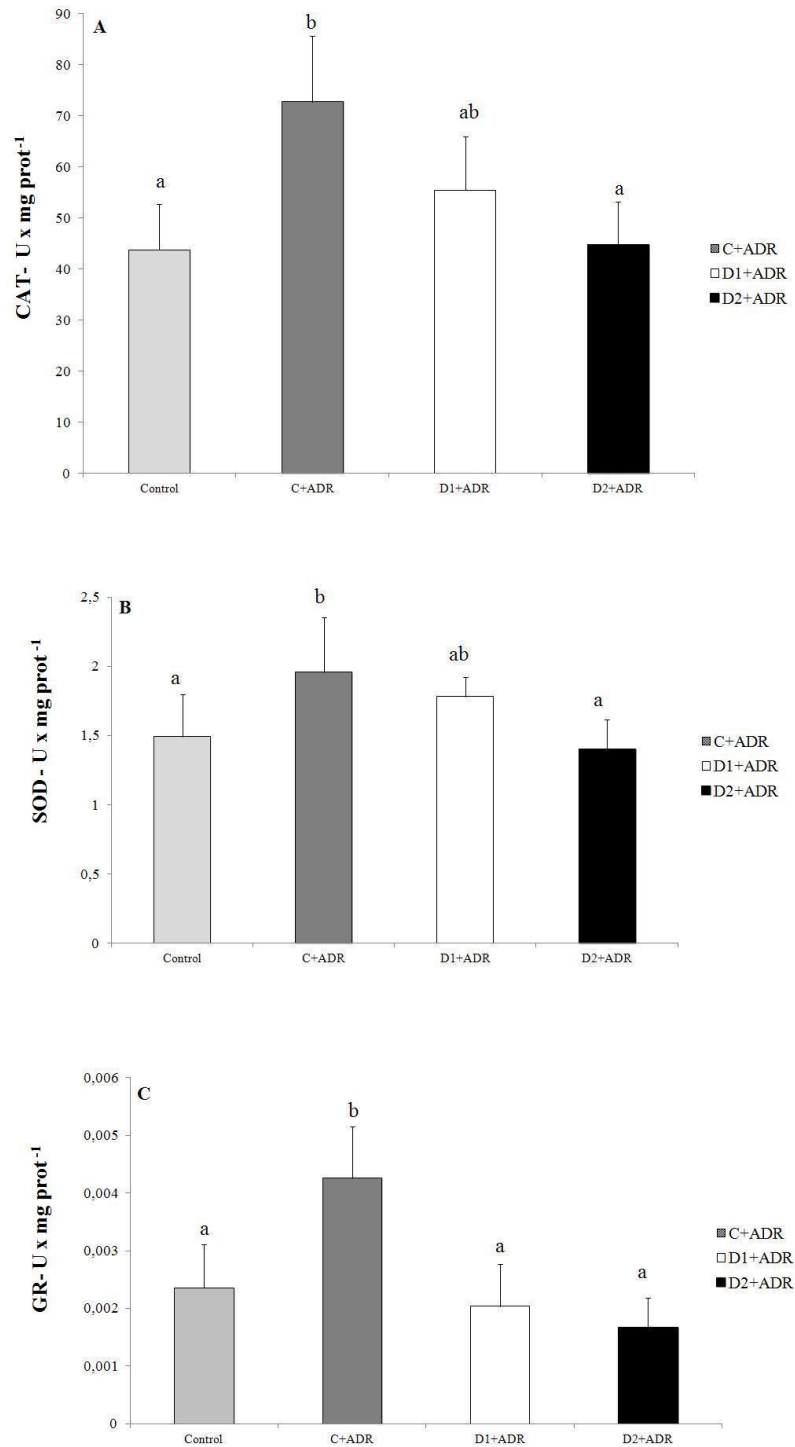 A
CAT- U x mg prot-1
90
80
70
60
50
40
30
20
10
0
a
b
ab
a
Control
C+ADR
D1+ADR
D2+ADR
C+ADR
D1+ADR
D2+ADR
B
SOD- U x mg prot -1
2,5
2
1,5
1
0,5
0
a
b
ab
a
Control
C+ADR
D1+ADR
D2+ADR
C+ADR
D1+ADR
D2+ADR
C
GR- U x mg prot -1
0,006
0,005
0,004
0,003
0,002
0,001
0
a
b
a
a
Control
C+ADR
D1+ADR
D2+ADR
C+ADR
D1+ADR
D2+ADR